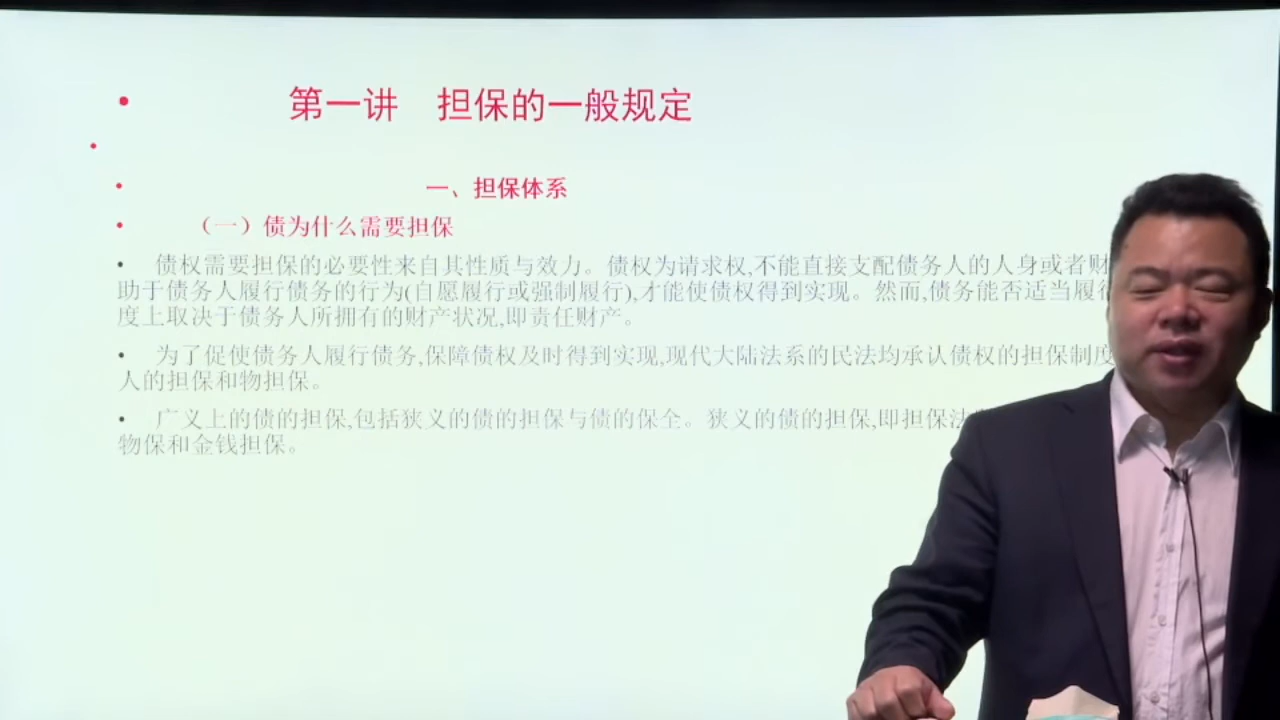 第一讲 担保的一般规定
一、担保体系
（一）债为什么需要担保
债权需要担保的必要性来自其性质与效力。债权为请求权,不能直接支配债务人的人身或者财
助于债务人履行债务的行为(自愿履行或强制履行),才能使债权得到实现。然而,债务能否适当履行
度上取决于债务人所拥有的财产状况,即责任财产。
为了促使债务人履行债务,保障债权及时得到实现,现代大陆法系的民法均承认债权的担保制度
人的担保和物担保。
广义上的债的担保,包括狭义的债的担保与债的保全。狭义的债的担保,即担保法
物保和金钱担保。